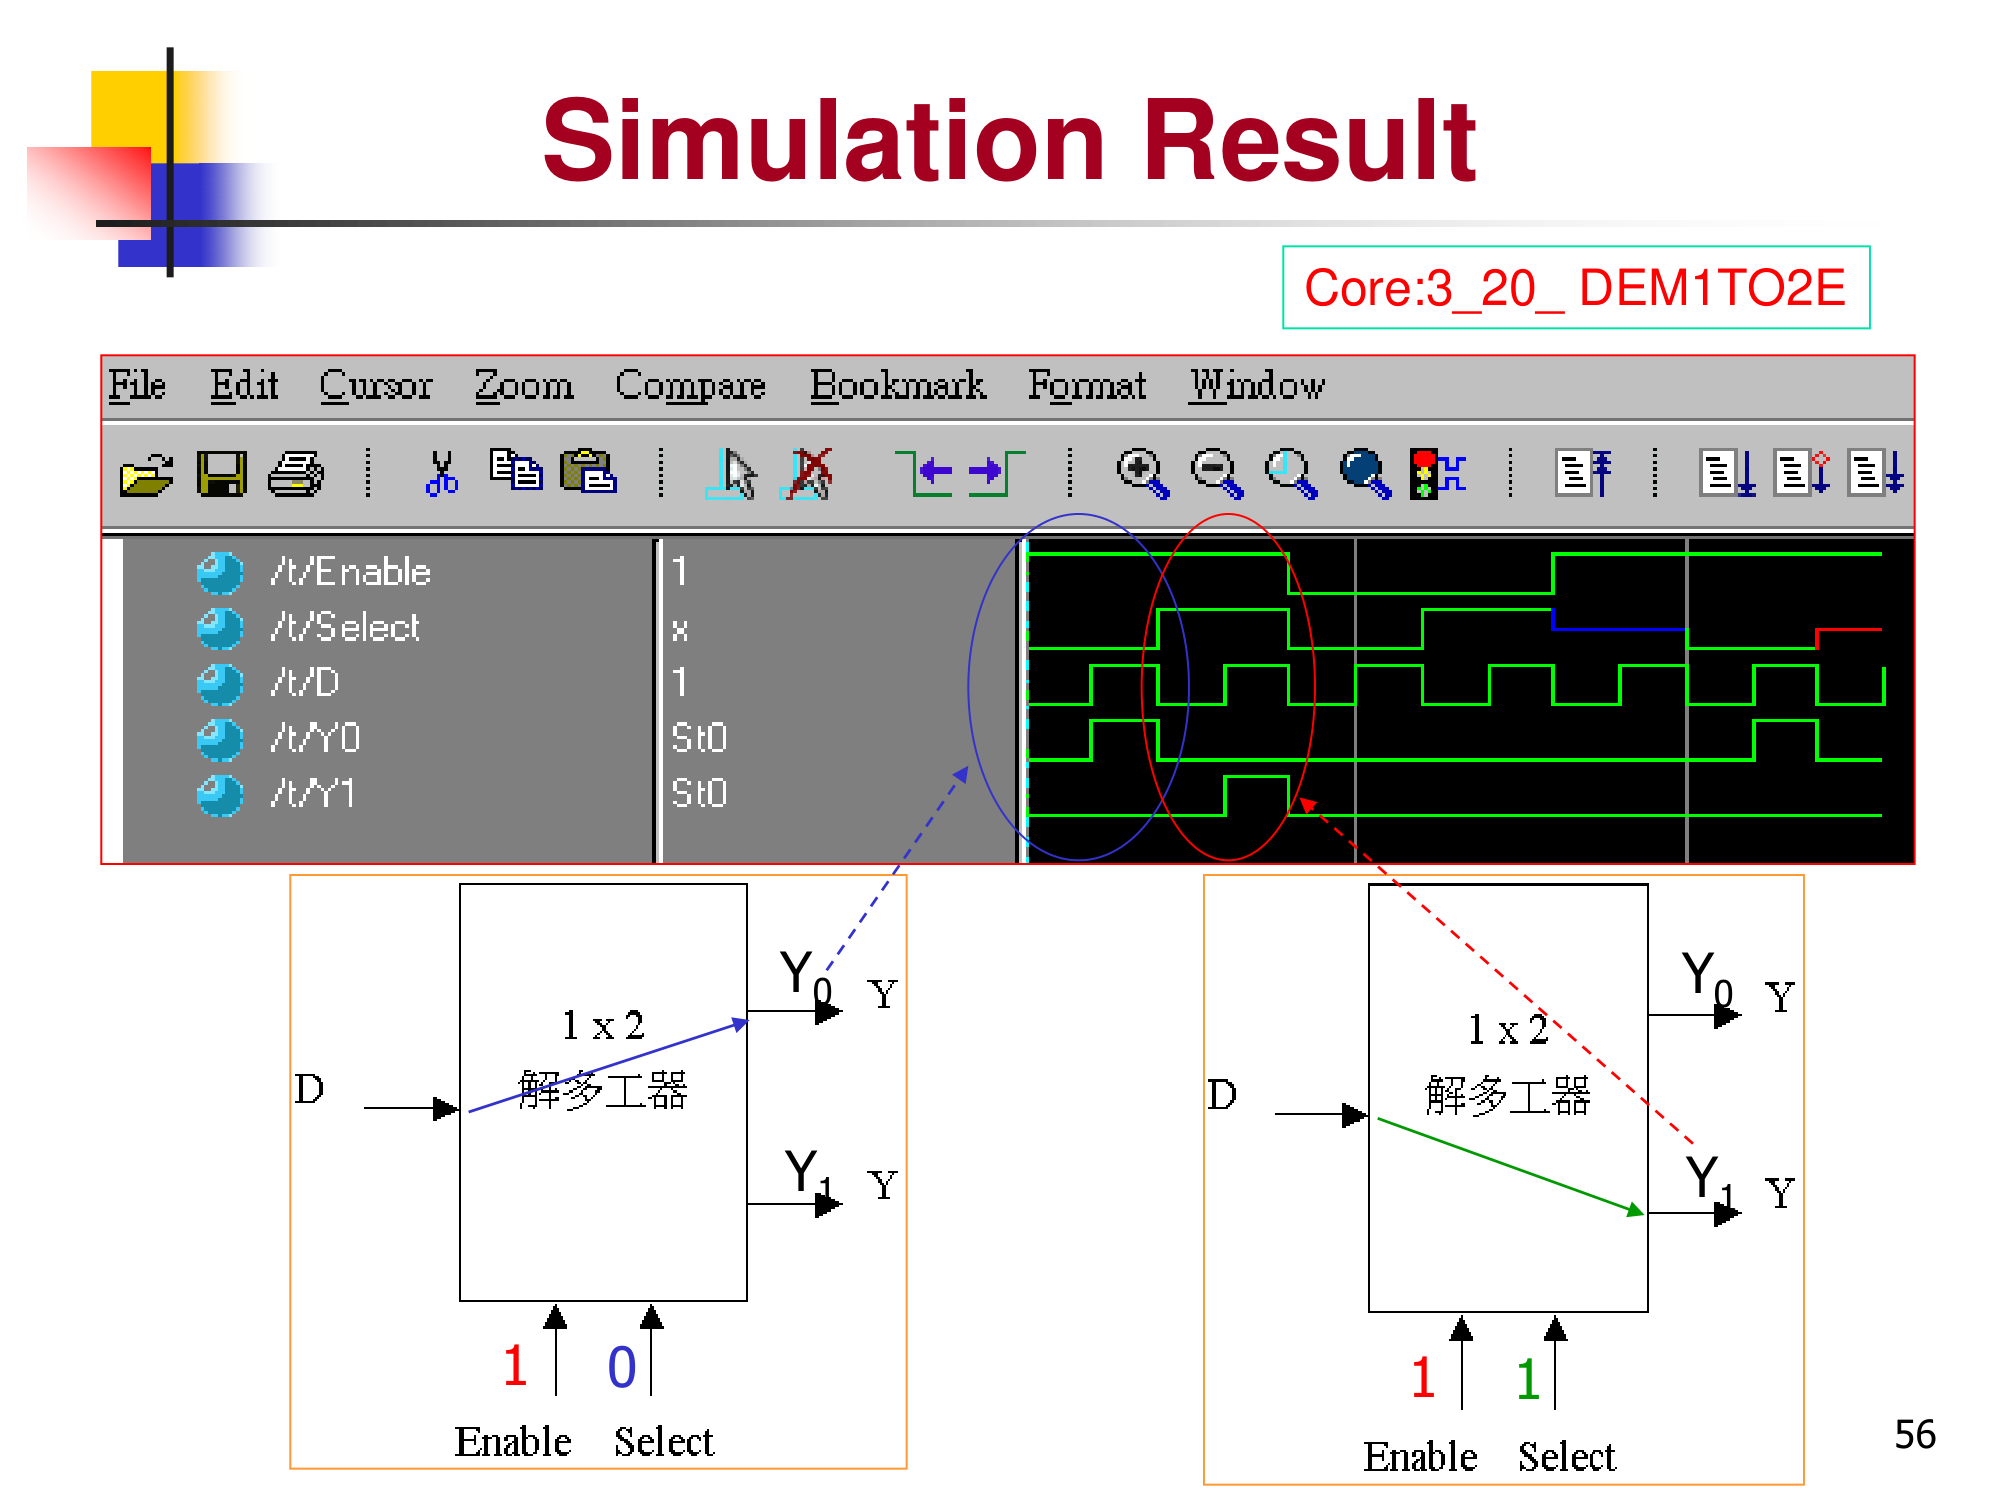 Simulation Result
Core:3_20_ DEM1TO2E
File Edit Cursor Zoom Compare Bookmark Format Window
/t/Enable 1
/t/Select x
/t/D 1
/t/Y0 St0
/t/Y1 St0
Y0 Y
1 x 2
解多工器
D
Y1 Y
1 0
Enable Select
Y0 Y
1 x 2
解多工器
D
Y1 Y
1 1
Enable Select
56